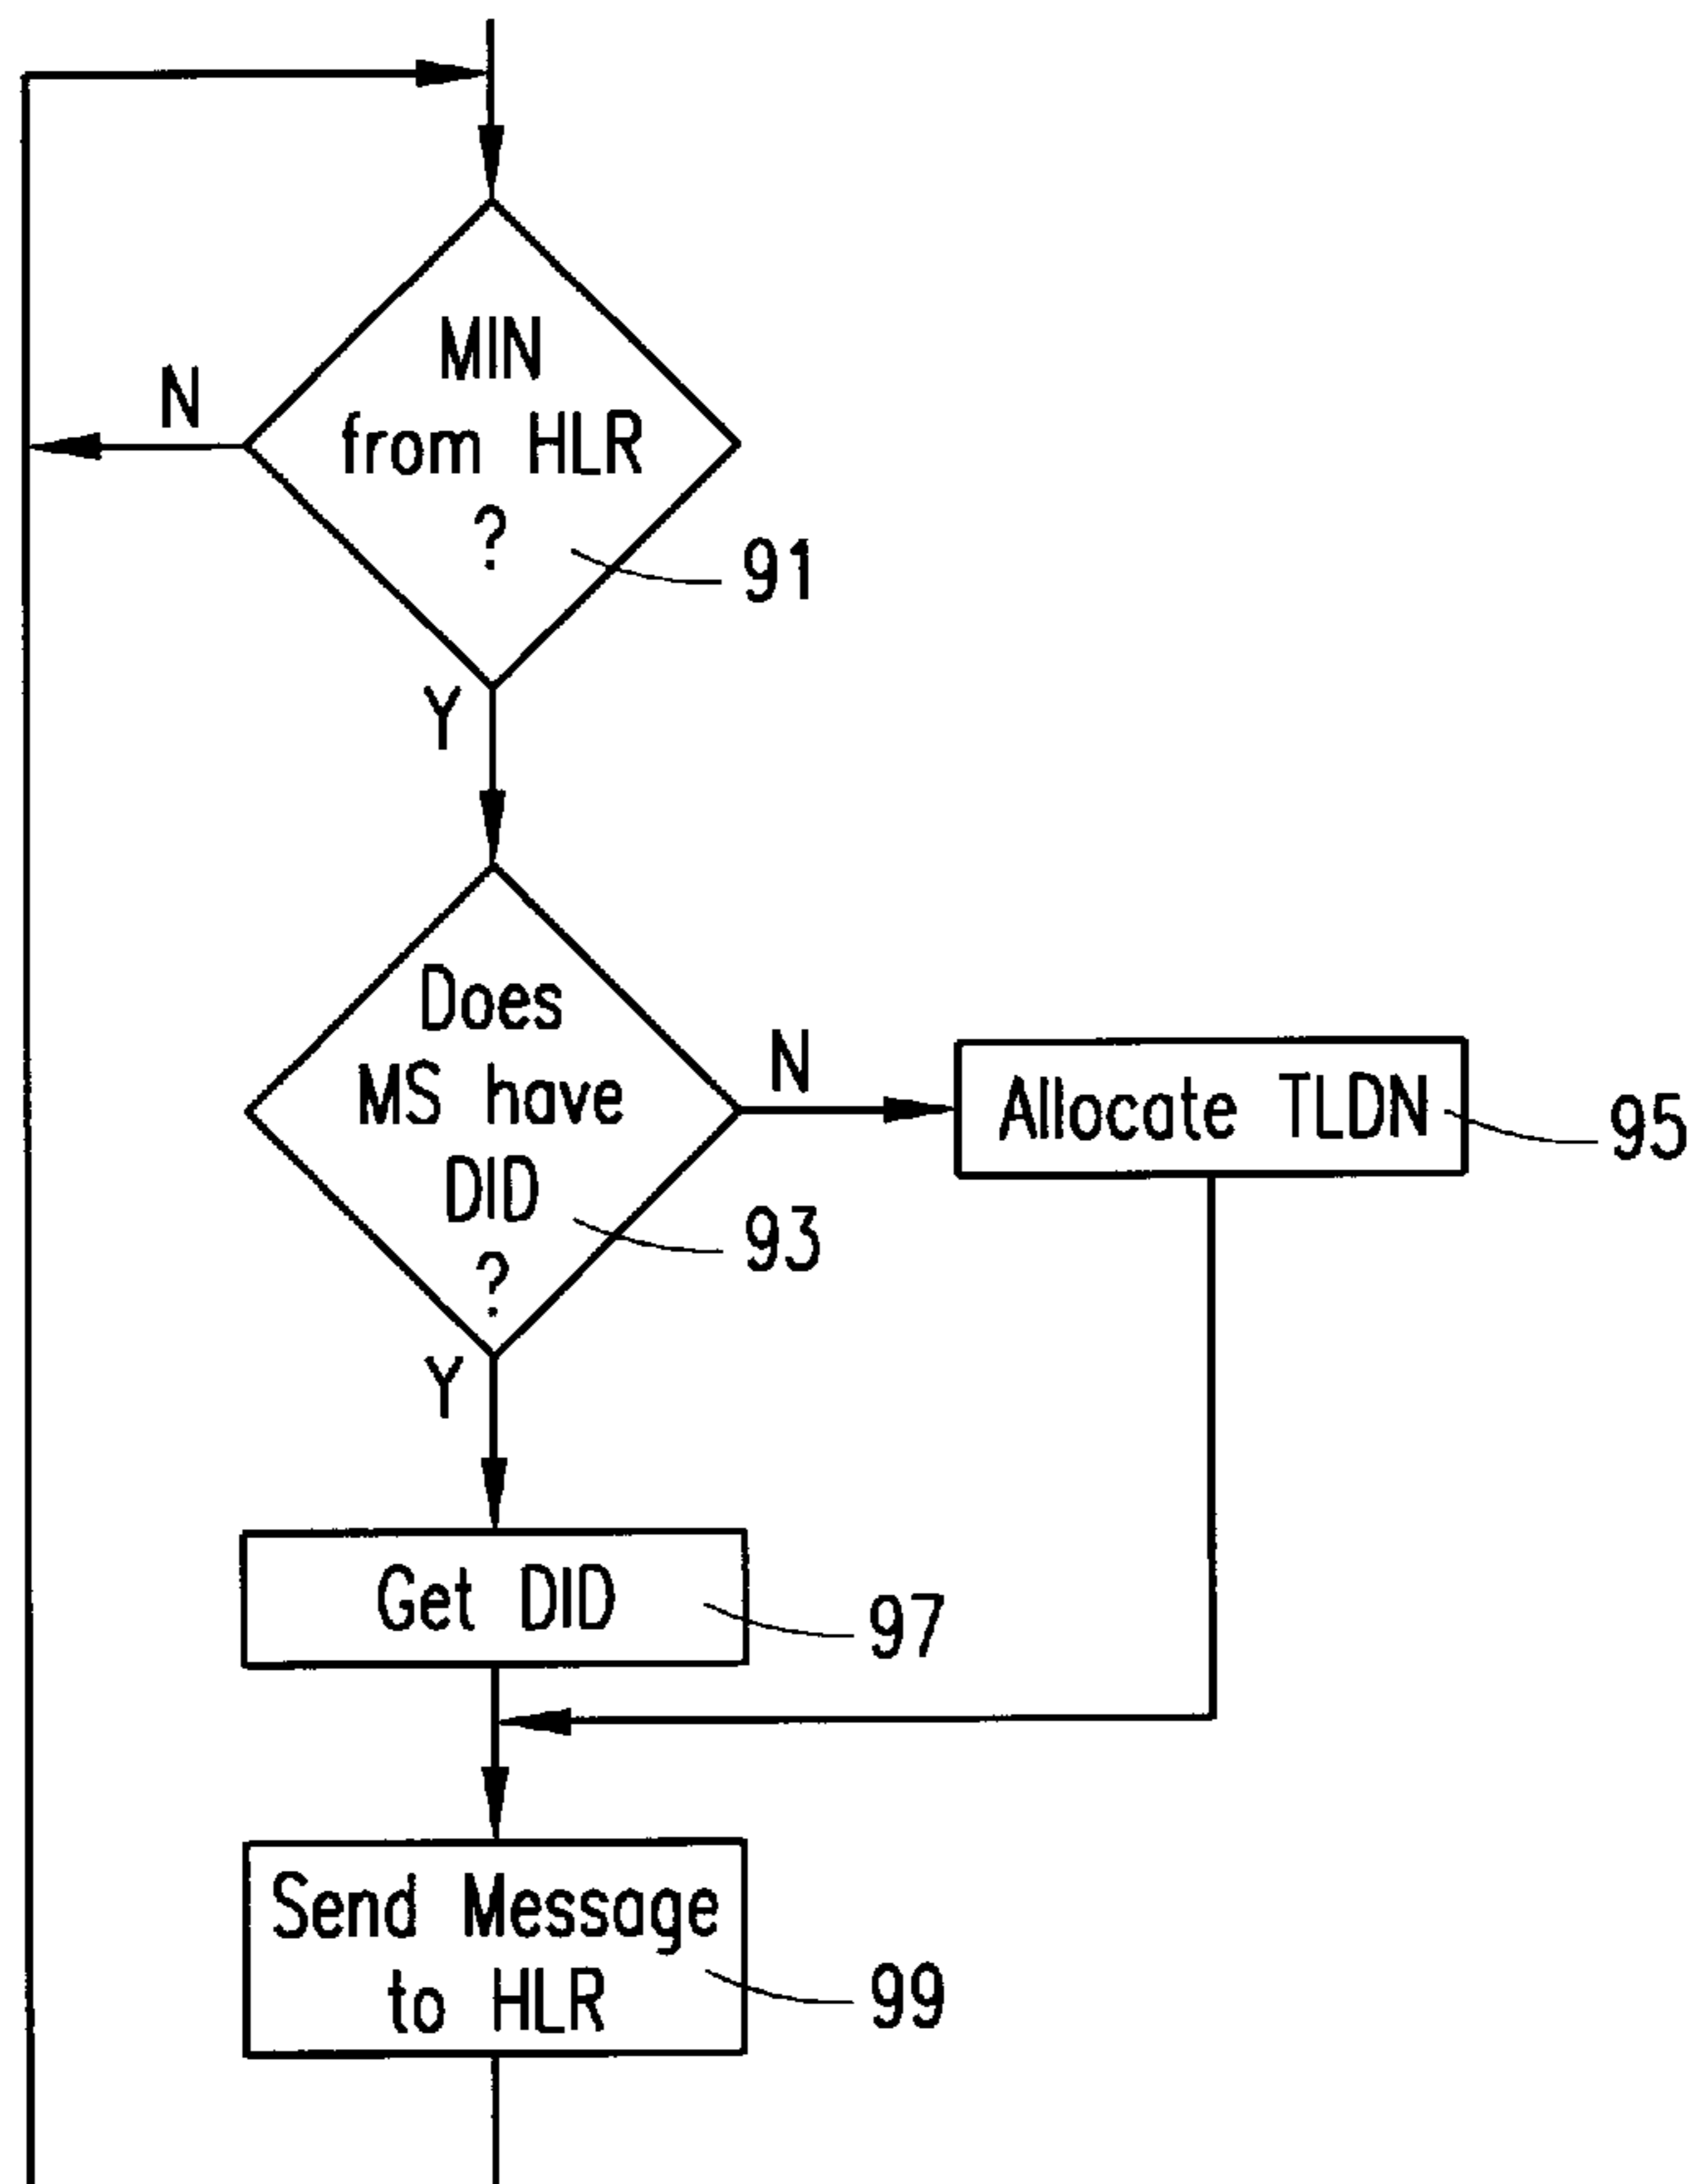 MIN
from HLR
?
91
N
Y
Does
MS have
DID
?
93
N
Allocate TLDN
95
Y
Get DID
97
Send Message
to HLR
99